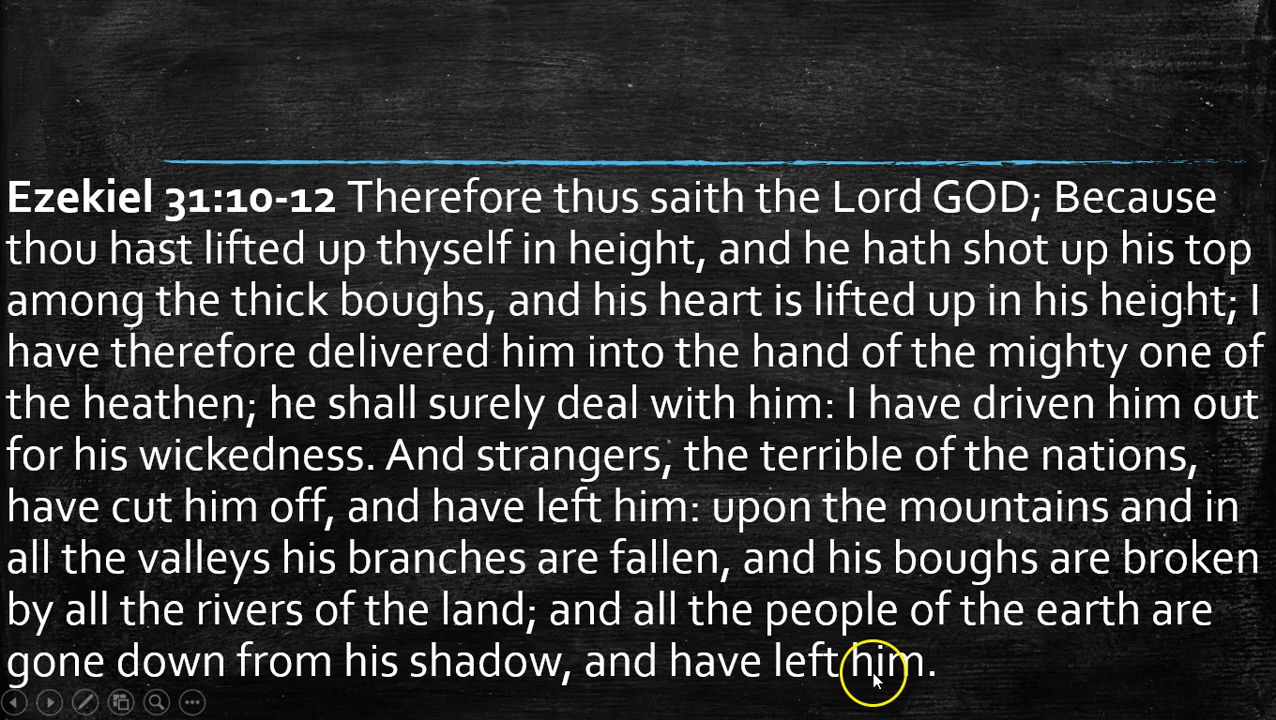 Ezekiel 31:10-12 Therefore thus saith the Lord GOD; Because
thou hast lifted up thyself in height, and he hath shot up his top
among the thick boughs, and his heart is lifted up in his height; I
have therefore delivered him into the hand of the mighty one of
the heathen; he shall surely deal with him: I have driven him out
for his wickedness. And strangers, the terrible of the nations,
have cut him off, and have left him: upon the mountains and in
all the valleys his branches are fallen, and his boughs are broken
by all the rivers of the land; and all the people of the earth are
gone down from his shadow, and have left him.